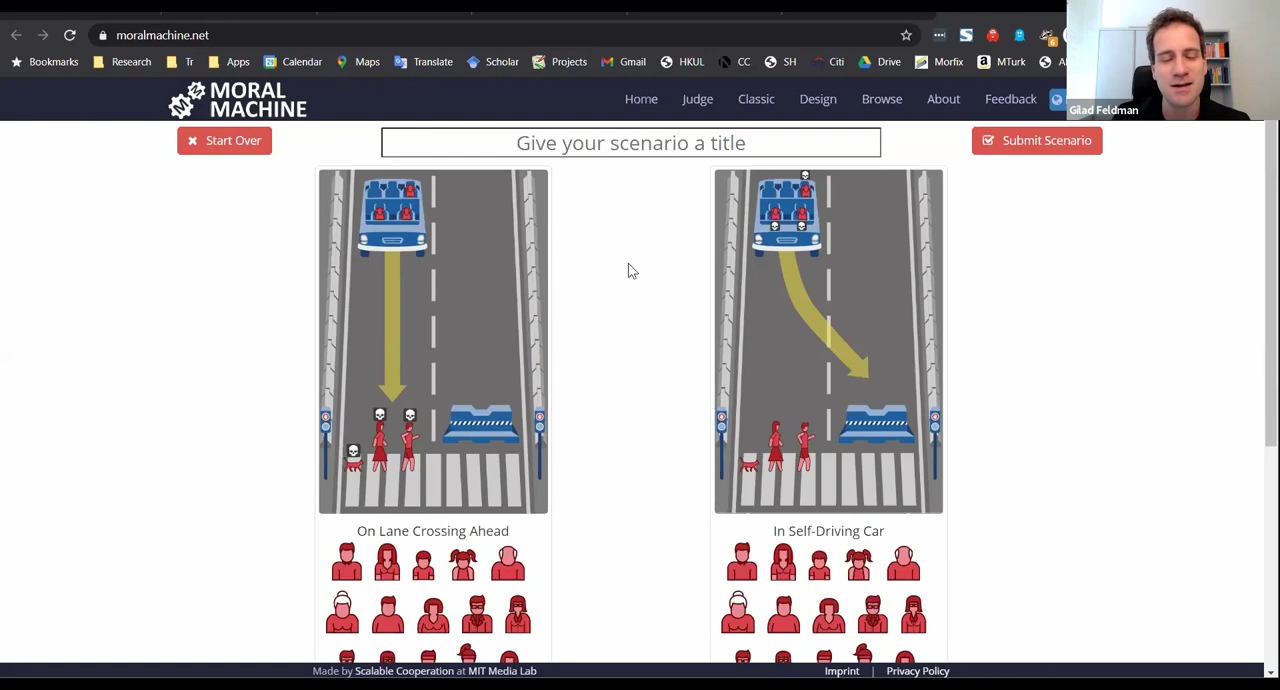 moralmachine.net
Bookmarks Research Tr Apps Calendar Maps Translate Scholar Projects Gmail HKUL CC SH Citi Drive Morfix MTurk
6
Gilad Feldman
MORAL
MACHINE
Home Judge Classic Design Browse About Feedback
Start Over
Give your scenario a title
Submit Scenario
On Lane Crossing Ahead
In Self-Driving Car
Made by Scalable Cooperation at MIT Media Lab
Imprint | Privacy Policy